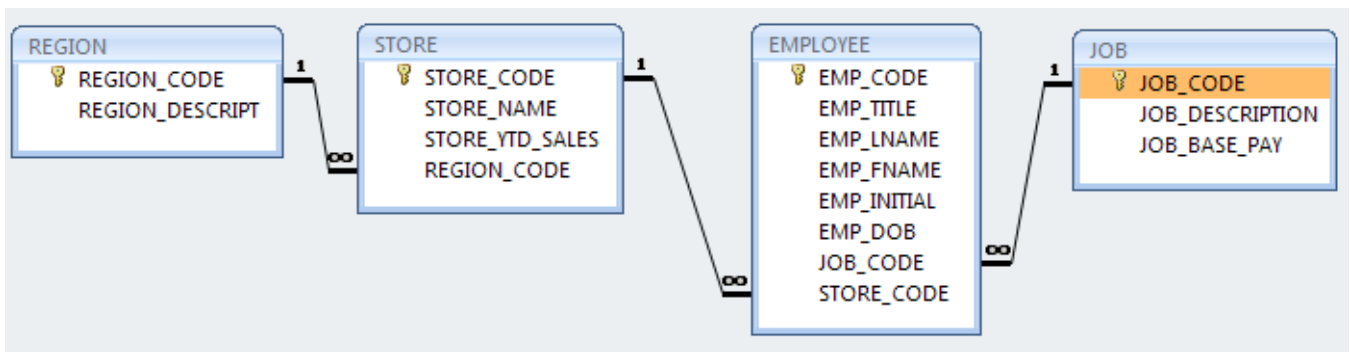 REGION
REGION_CODE
REGION_DESCRIPT
1
∞
STORE
STORE_CODE
STORE_NAME
STORE_YTD_SALES
REGION_CODE
1
∞
EMPLOYEE
EMP_CODE
EMP_TITLE
EMP_LNAME
EMP_FNAME
EMP_INITIAL
EMP_DOB
JOB_CODE
STORE_CODE
∞
1
JOB
JOB_CODE
JOB_DESCRIPTION
JOB_BASE_PAY